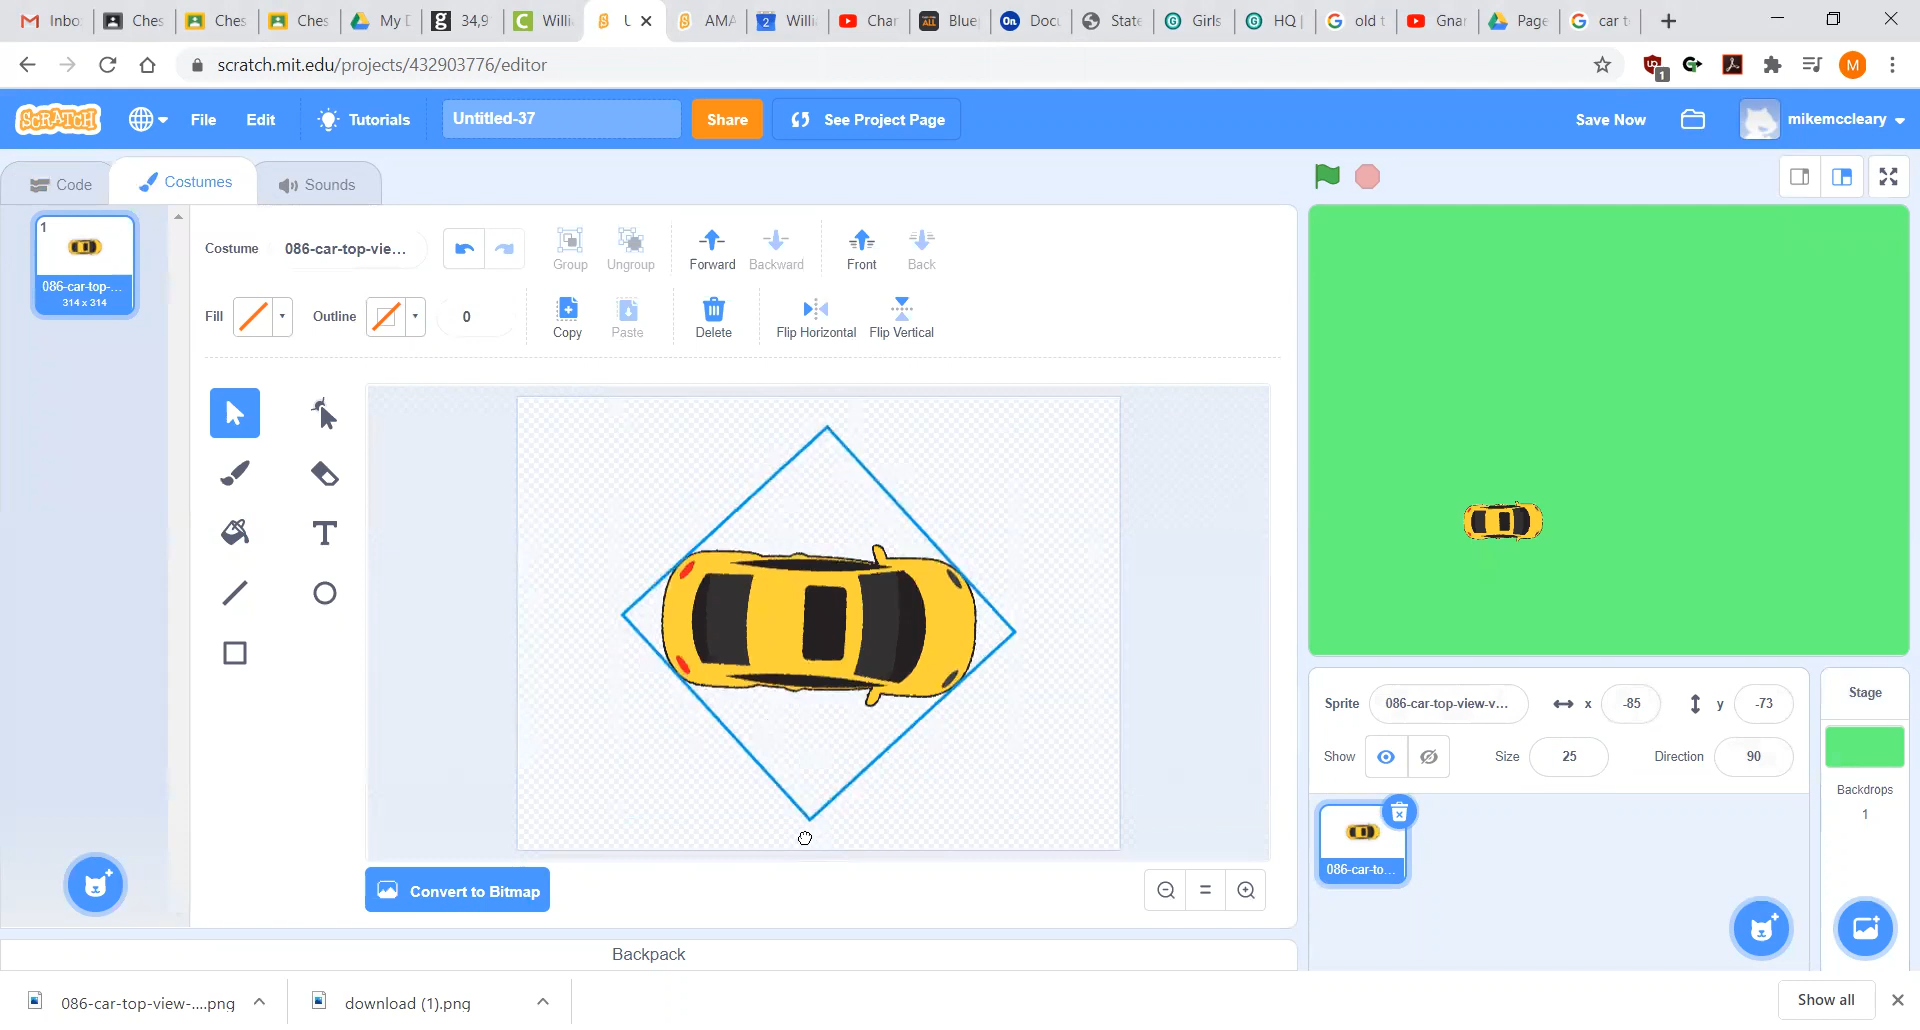 Inbo
Ches
Ches
Ches
My D
34,9
Willi
U
AMA
Willi
Char
Blue
Docu
State
Girls
HQ
old t
Gnar
Page
car t
scratch.mit.edu/projects/432903776/editor
1
M
SCRATCH
File
Edit
Tutorials
Untitled-37
Share
See Project Page
Save Now
mikemccleary
Code
Costumes
Sounds
1
086-car-top-...
314 x 314
Costume
086-car-top-vie...
Group
Ungroup
Forward
Backward
Front
Back
Fill
Outline
0
Copy
Paste
Delete
Flip Horizontal
Flip Vertical
T
Convert to Bitmap
Sprite
086-car-top-view-v...
x
-85
y
-73
Show
Size
25
Direction
90
086-car-to...
Stage
Backdrops
1
Backpack
086-car-top-view-....png
download (1).png
Show all